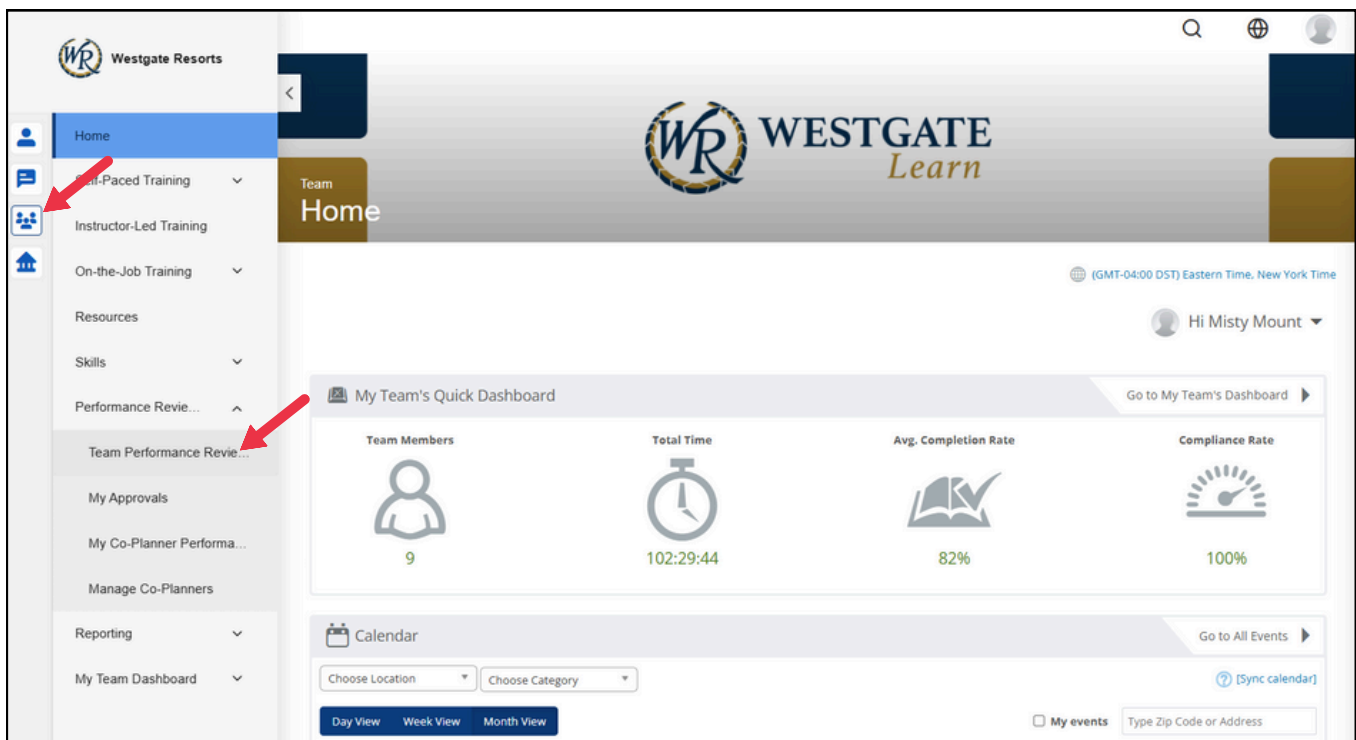 WR Westgate Resorts
Home
Self-Paced Training
Instructor-Led Training
On-the-Job Training
Resources
Skills
Performance Revie...
Team Performance Revie...
My Approvals
My Co-Planner Performa...
Manage Co-Planners
Reporting
My Team Dashboard
WR WESTGATE
Learn
Team
Home
(GMT-04:00 DST) Eastern Time, New York Time
Hi Misty Mount
My Team's Quick Dashboard
Go to My Team's Dashboard
Team Members Total Time Avg. Completion Rate Compliance Rate
9 102:29:44 82% 100%
Calendar
Go to All Events
Choose Location Choose Category
? [Sync calendar]
Day View Week View Month View
My events Type Zip Code or Address